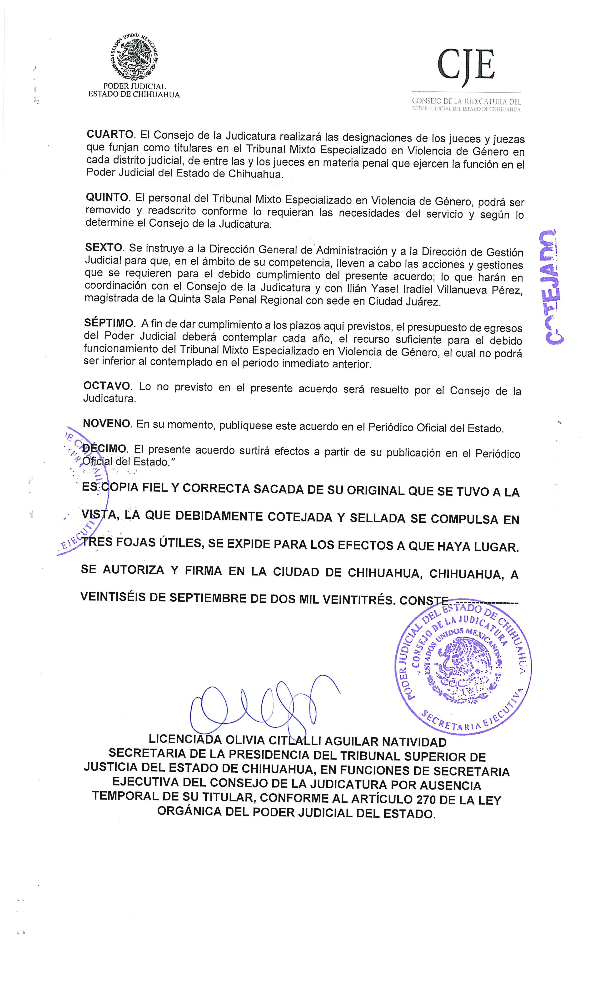 ESTADOS UNIDOS MEXICANOS
PODER JUDICIAL
ESTADO DE CHIHUAHUA
CJE
CONSEJO DE LA JUDICATURA DEL
PODER JUDICIAL DEL ESTADO DE CHIHUAHUA
CUARTO. El Consejo de la Judicatura realizará las designaciones de los jueces y juezas
que funjan como titulares en el Tribunal Mixto Especializado en Violencia de Género en
cada distrito judicial, de entre las y los jueces en materia penal que ejercen la función en el
Poder Judicial del Estado de Chihuahua.
QUINTO. El personal del Tribunal Mixto Especializado en Violencia de Género, podrá ser
removido y readscrito conforme lo requieran las necesidades del servicio y según lo
determine el Consejo de la Judicatura.
SEXTO. Se instruye a la Dirección General de Administración y a la Dirección de Gestión
Judicial para que, en el ámbito de su competencia, lleven a cabo las acciones y gestiones
que se requieren para el debido cumplimiento del presente acuerdo; lo que harán en
coordinación con el Consejo de la Judicatura y con Ilián Yasel Iradiel Villanueva Pérez,
magistrada de la Quinta Sala Penal Regional con sede en Ciudad Juárez.
COTEJADO
SÉPTIMO. A fin de dar cumplimiento a los plazos aquí previstos, el presupuesto de egresos
del Poder Judicial deberá contemplar cada año, el recurso suficiente para el debido
funcionamiento del Tribunal Mixto Especializado en Violencia de Género, el cual no podrá
ser inferior al contemplado en el periodo inmediato anterior.
OCTAVO. Lo no previsto en el presente acuerdo será resuelto por el Consejo de la
Judicatura.
NOVENO. En su momento, publíquese este acuerdo en el Periódico Oficial del Estado.
DÉCIMO. El presente acuerdo surtirá efectos a partir de su publicación en el Periódico
Oficial del Estado.”
DE CHIHUAHUA
EJECUTIVA
ES COPIA FIEL Y CORRECTA SACADA DE SU ORIGINAL QUE SE TUVO A LA
VISTA, LA QUE DEBIDAMENTE COTEJADA Y SELLADA SE COMPULSA EN
TRES FOJAS ÚTILES, SE EXPIDE PARA LOS EFECTOS A QUE HAYA LUGAR.
SE AUTORIZA Y FIRMA EN LA CIUDAD DE CHIHUAHUA, CHIHUAHUA, A
VEINTISÉIS DE SEPTIEMBRE DE DOS MIL VEINTITRÉS. CONSTE. -----------------
PODER JUDICIAL DEL ESTADO DE CHIHUAHUA
CONSEJO DE LA JUDICATURA
ESTADOS UNIDOS MEXICANOS
SECRETARIA EJECUTIVA
LICENCIADA OLIVIA CITLALLI AGUILAR NATIVIDAD
SECRETARIA DE LA PRESIDENCIA DEL TRIBUNAL SUPERIOR DE
JUSTICIA DEL ESTADO DE CHIHUAHUA, EN FUNCIONES DE SECRETARIA
EJECUTIVA DEL CONSEJO DE LA JUDICATURA POR AUSENCIA
TEMPORAL DE SU TITULAR, CONFORME AL ARTÍCULO 270 DE LA LEY
ORGÁNICA DEL PODER JUDICIAL DEL ESTADO.